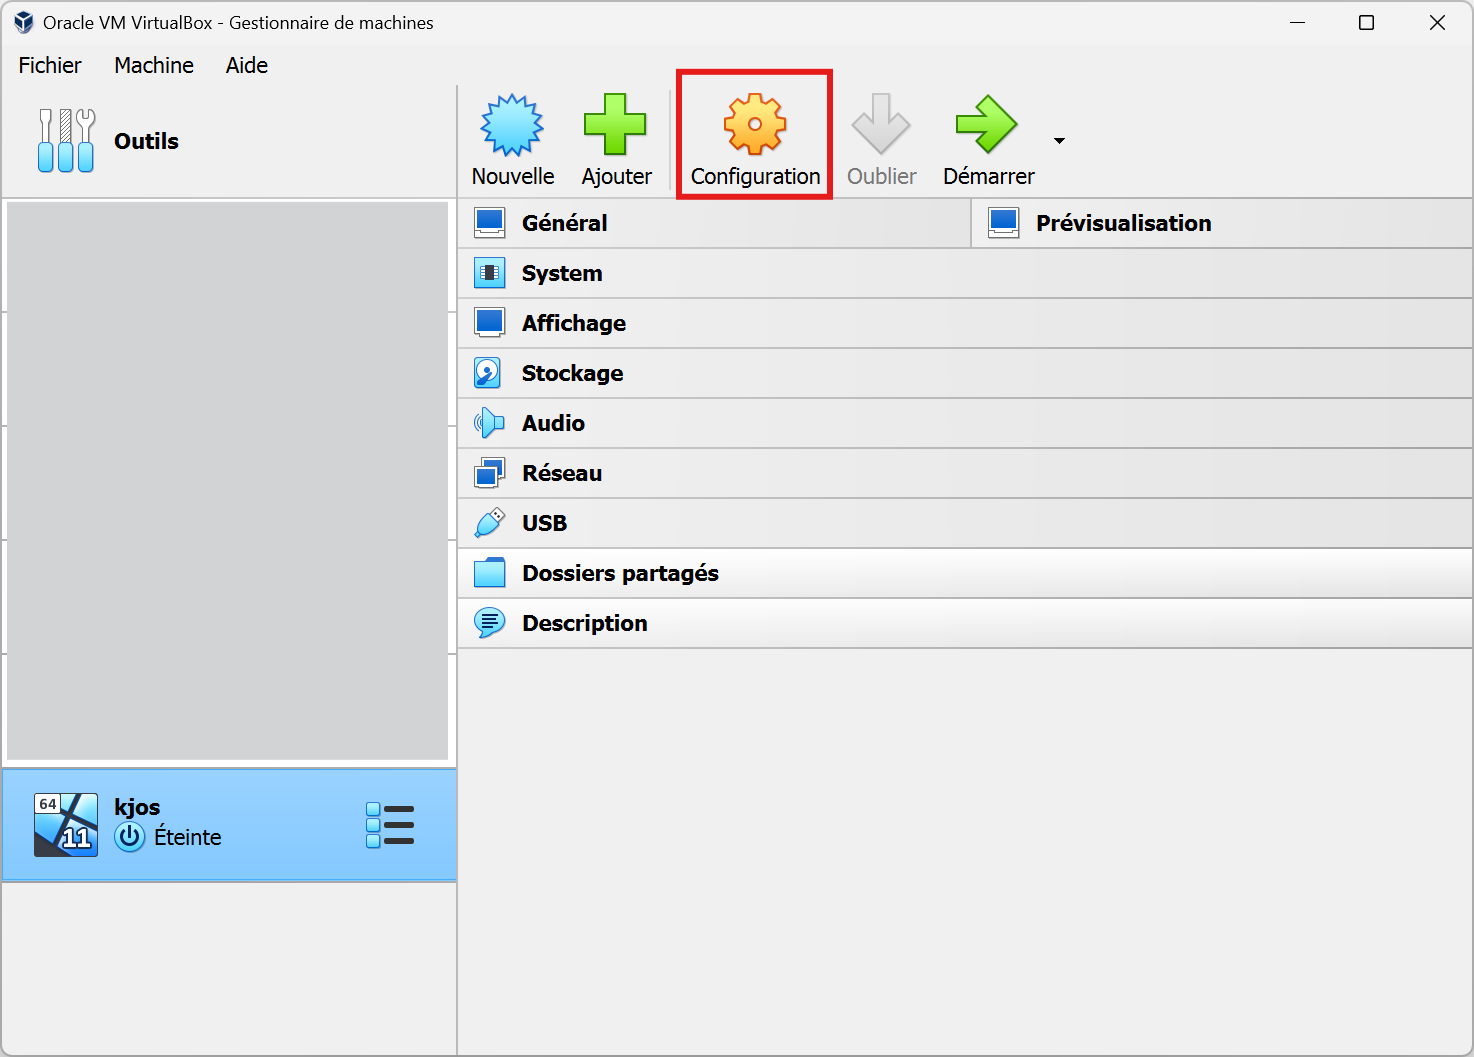 Oracle VM VirtualBox - Gestionnaire de machines
Fichier Machine Aide
Outils
Nouvelle Ajouter Configuration Oublier Démarrer
Général Prévisualisation
System
Affichage
Stockage
Audio
Réseau
USB
Dossiers partagés
Description
64
11
kjos
Éteinte